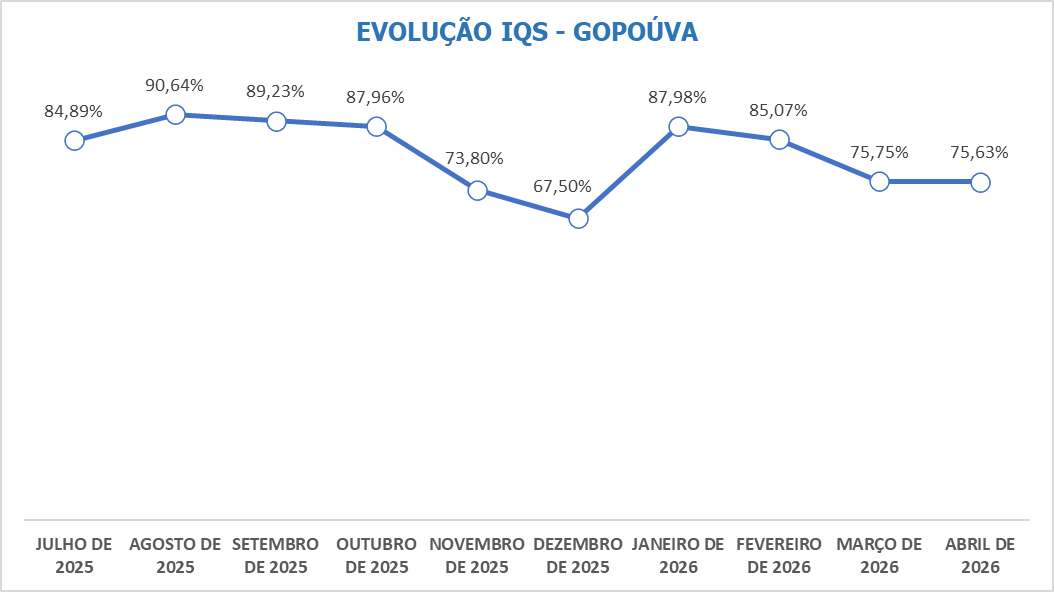 EVOLUÇÃO IQS - GOPOÚVA
84,89%
90,64%
89,23%
87,96%
73,80%
67,50%
87,98%
85,07%
75,75%
75,63%
JULHO DE
2025
AGOSTO DE
2025
SETEMBRO
DE 2025
OUTUBRO
DE 2025
NOVEMBRO
DE 2025
DEZEMBRO
DE 2025
JANEIRO DE
2026
FEVEREIRO
DE 2026
MARÇO DE
2026
ABRIL DE
2026